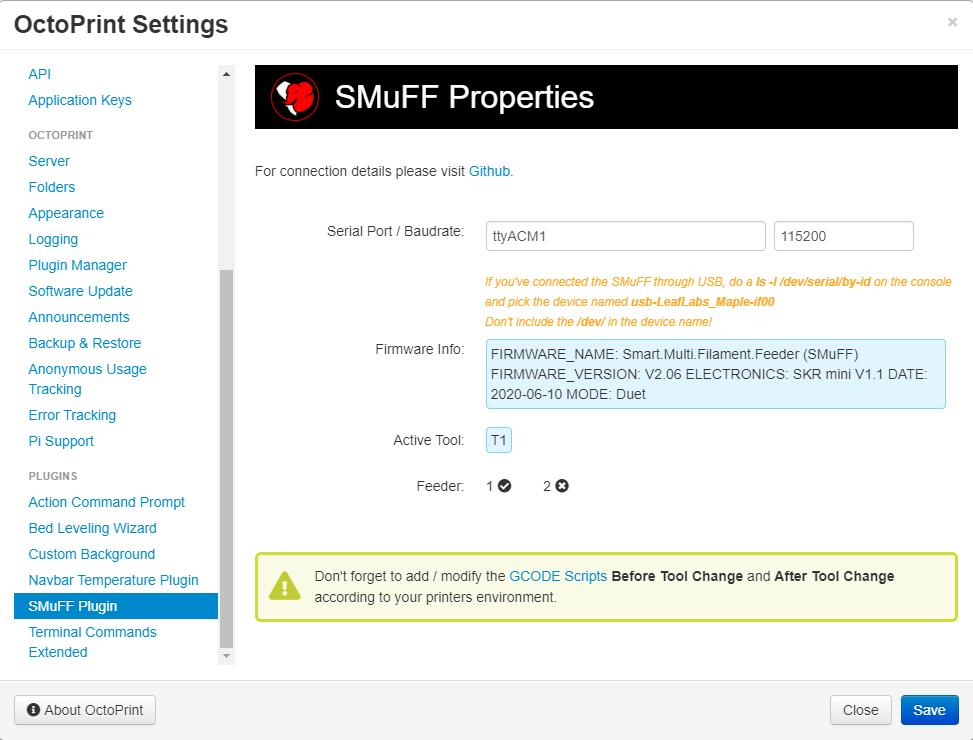 OctoPrint Settings
×
API
Application Keys
OCTOPRINT
Server
Folders
Appearance
Logging
Plugin Manager
Software Update
Announcements
Backup & Restore
Anonymous Usage
Tracking
Error Tracking
Pi Support
PLUGINS
Action Command Prompt
Bed Leveling Wizard
Custom Background
Navbar Temperature Plugin
SMuFF Plugin
Terminal Commands
Extended
SMuFF Properties
For connection details please visit Github.
Serial Port / Baudrate: ttyACM1 115200
If you've connected the SMuFF through USB, do a ls -l /dev/serial/by-id on the console
and pick the device named usb-LeafLabs_Maple-if00
Don't include the /dev/ in the device name!
Firmware Info: FIRMWARE_NAME: Smart.Multi.Filament.Feeder (SMuFF)
FIRMWARE_VERSION: V2.06 ELECTRONICS: SKR mini V1.1 DATE:
2020-06-10 MODE: Duet
Active Tool: T1
Feeder: 1 2
Don't forget to add / modify the GCODE Scripts Before Tool Change and After Tool Change
according to your printers environment.
About OctoPrint
Close
Save